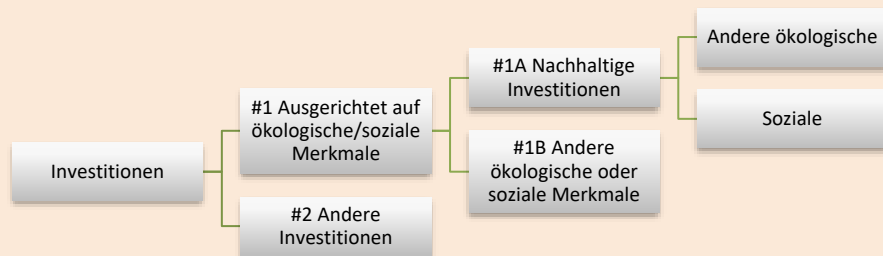 Investitionen
#1 Ausgerichtet auf
ökologische/soziale
Merkmale
#2 Andere
Investitionen
#1A Nachhaltige
Investitionen
#1B Andere
ökologische oder
soziale Merkmale
Andere ökologische
Soziale